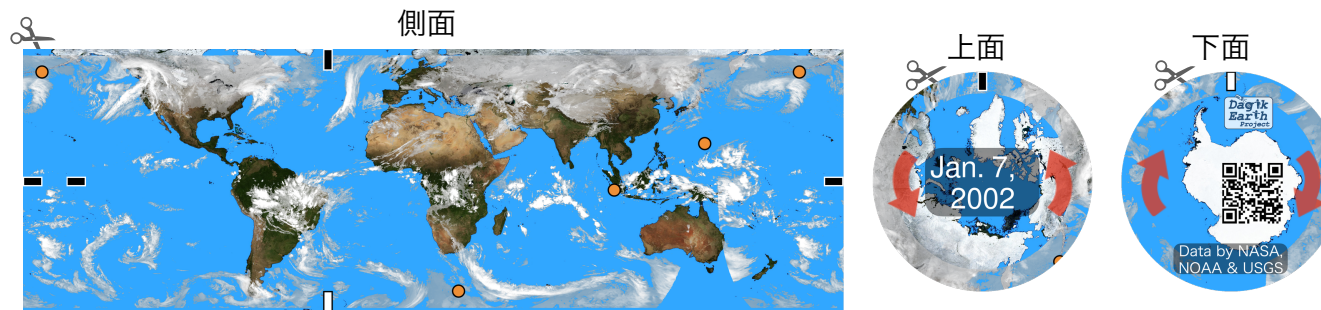 側面
上面
下面
Jan. 7,
2002
Dagik
Earth
Project
Data by NASA,
NOAA & USGS